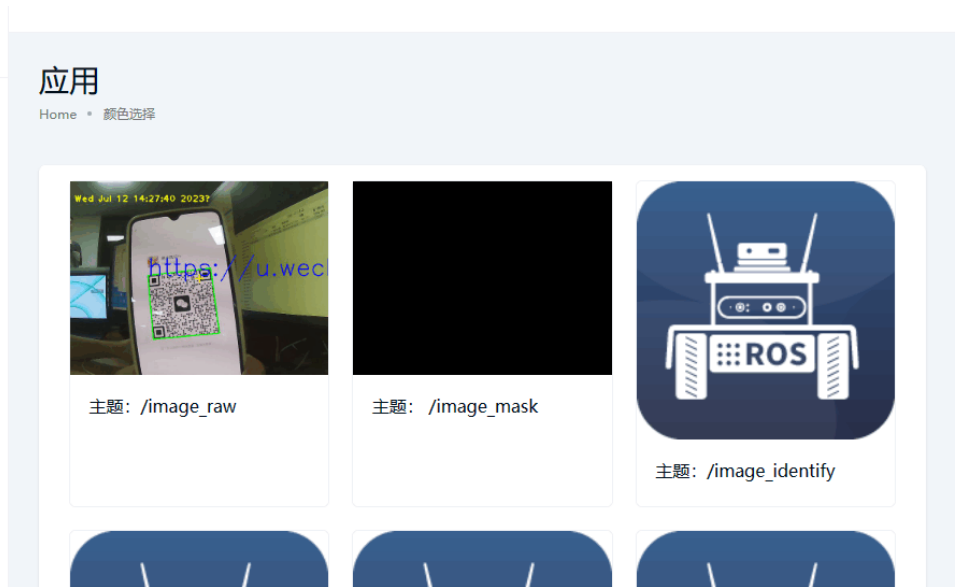 应用
Home • 颜色选择
Wed Jul 12 14:27:40 2023?
https://u.wecl
主题：/image_raw
主题： /image_mask
ROS
主题：/image_identify